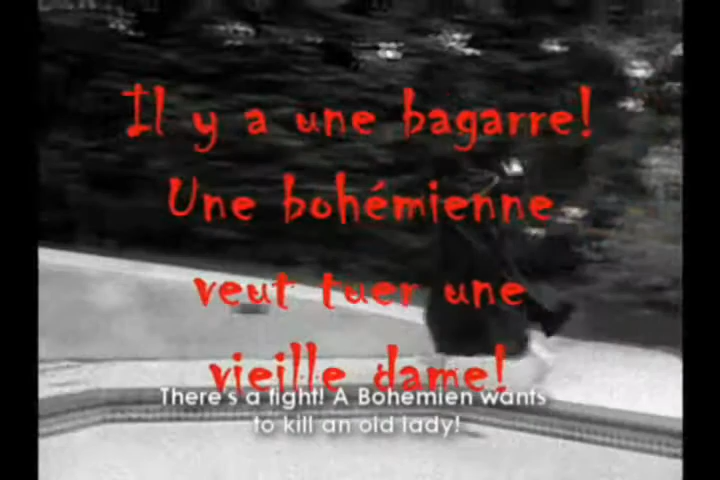 Il y a une bagarre!
Une bohémienne
veut tuer une
vieille dame!
There's a fight! A Bohemien wants
to kill an old lady!